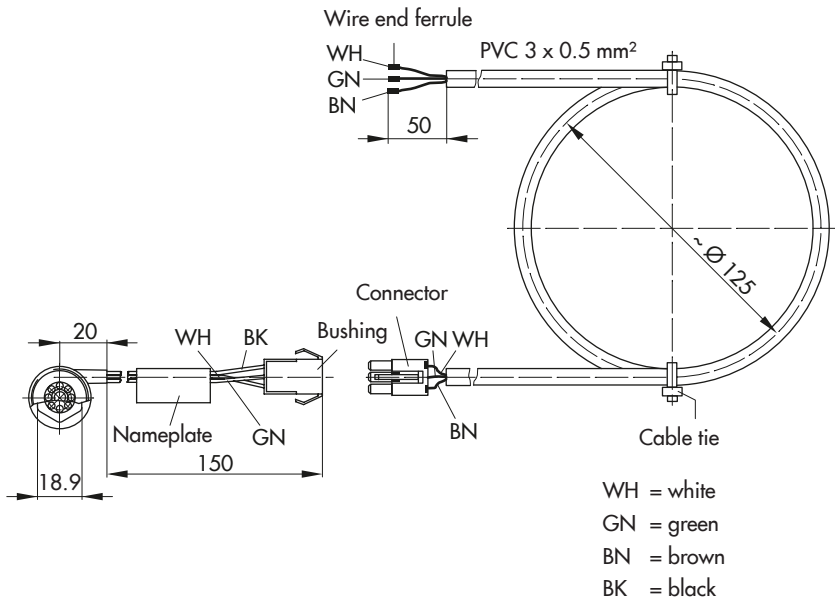 Wire end ferrule
WH
PVC 3 x 0.5 mm²
GN
BN
50
~ Ø 125
Connector
20
WH
BK
Bushing
GN WH
Nameplate
GN
BN
Cable tie
150
18.9
WH = white
GN = green
BN = brown
BK = black